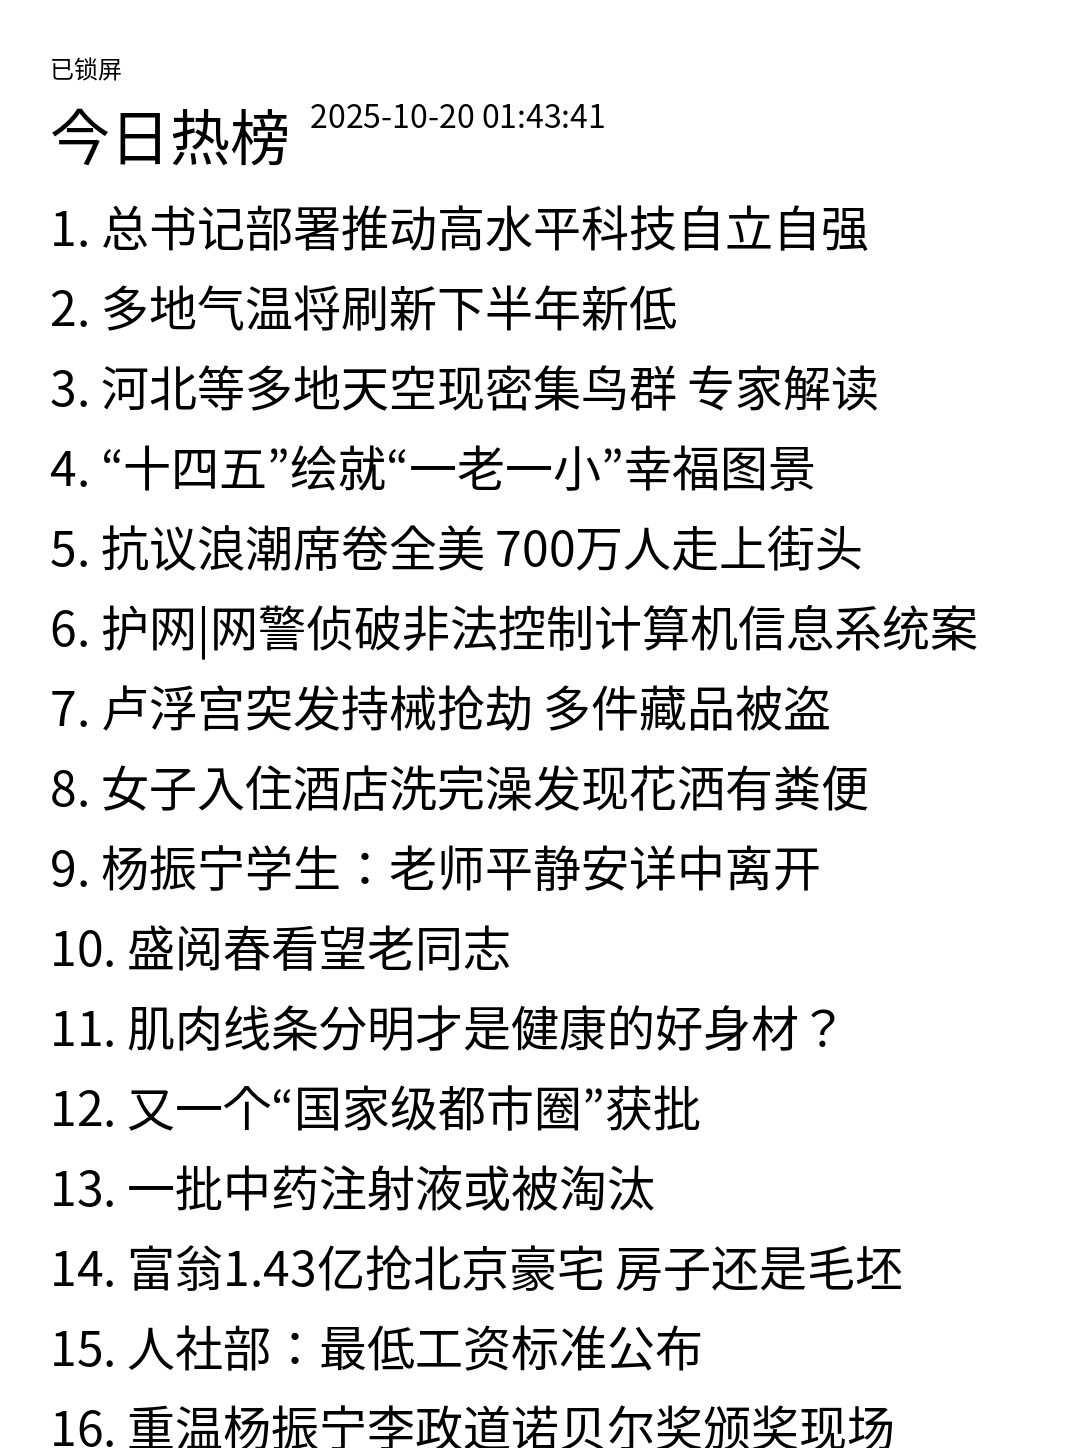 已锁屏
今日热榜 2025-10-20 01:43:41
1. 总书记部署推动高水平科技自立自强
2. 多地气温将刷新下半年新低
3. 河北等多地天空现密集鸟群 专家解读
4. “十四五”绘就“一老一小”幸福图景
5. 抗议浪潮席卷全美 700万人走上街头
6. 护网|网警侦破非法控制计算机信息系统案
7. 卢浮宫突发持械抢劫 多件藏品被盗
8. 女子入住酒店洗完澡发现花洒有粪便
9. 杨振宁学生：老师平静安详中离开
10. 盛阅春看望老同志
11. 肌肉线条分明才是健康的好身材？
12. 又一个“国家级都市圈”获批
13. 一批中药注射液或被淘汰
14. 富翁1.43亿抢北京豪宅 房子还是毛坯
15. 人社部：最低工资标准公布
16. 重温杨振宁李政道诺贝尔奖颁奖现场